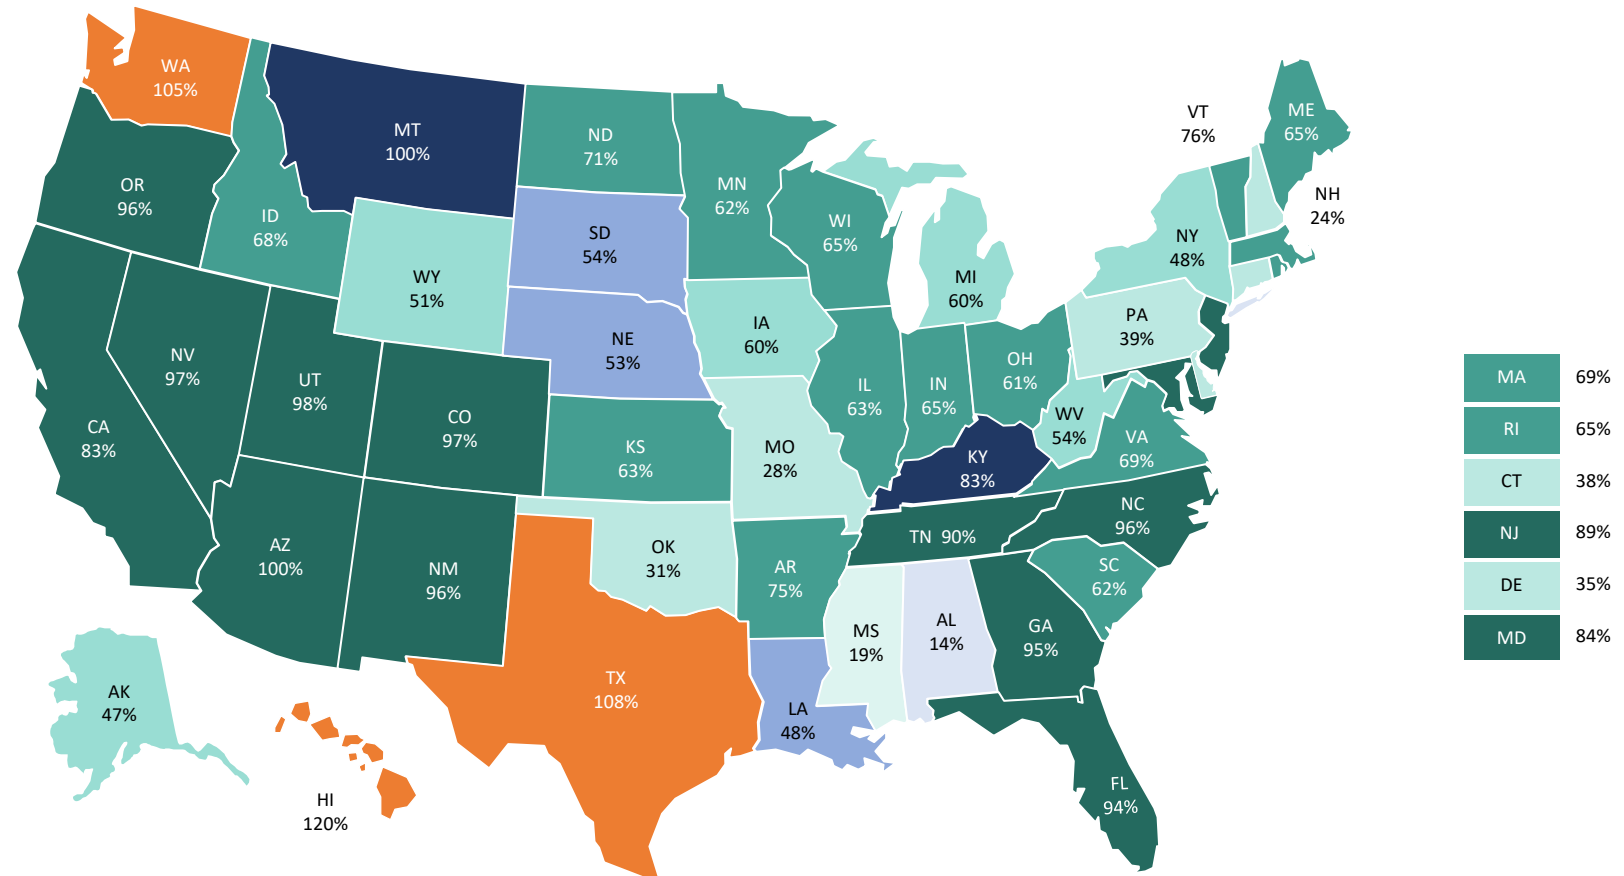 WA
105%
MT
100%
ND
71%
MN
62%
VT
76%
ME
65%
OR
96%
ID
68%
SD
54%
WI
65%
NH
24%
NY
48%
WY
51%
MI
60%
IA
60%
NE
53%
PA
39%
NV
97%
UT
98%
IL
63%
IN
65%
OH
61%
CA
83%
CO
97%
KS
63%
MO
28%
WV
54%
VA
69%
KY
83%
NC
96%
TN 90%
AZ
100%
NM
96%
OK
31%
AR
75%
SC
62%
MS
19%
AL
14%
GA
95%
TX
108%
LA
48%
AK
47%
HI
120%
FL
94%
MA 69%
RI 65%
CT 38%
NJ 89%
DE 35%
MD 84%